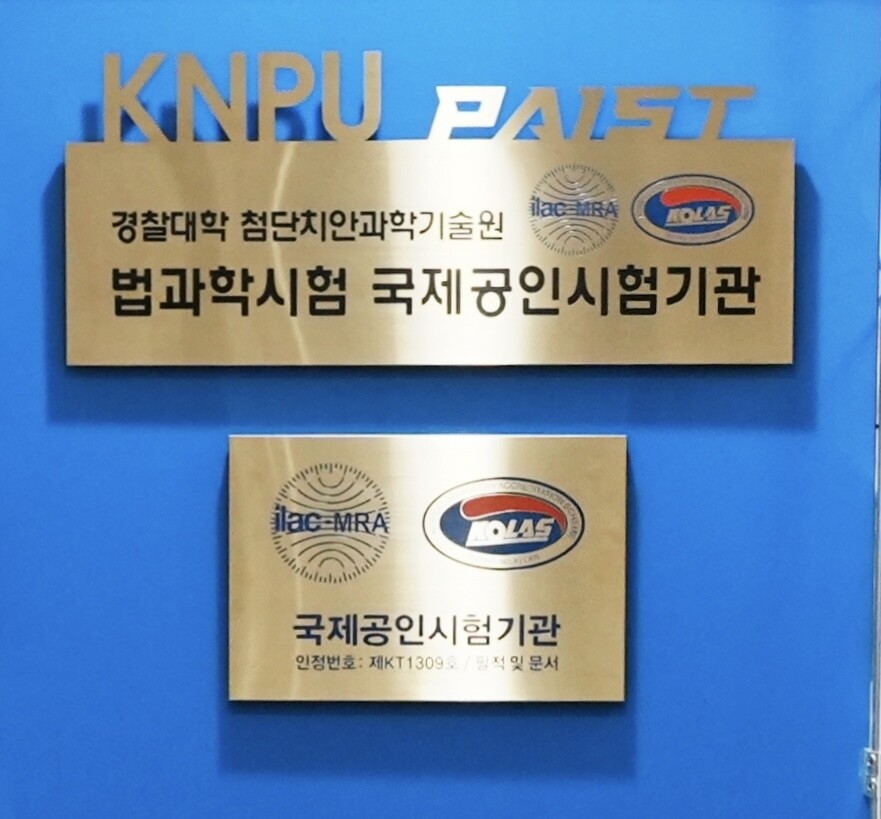 KNPU PAIST
경찰대학 첨단치안과학기술원 ilac-MRA KOLAS
법과학시험 국제공인시험기관
ilac-MRA KOLAS
국제공인시험기관
인정번호: 제KT1309호 / 필적 및 문서